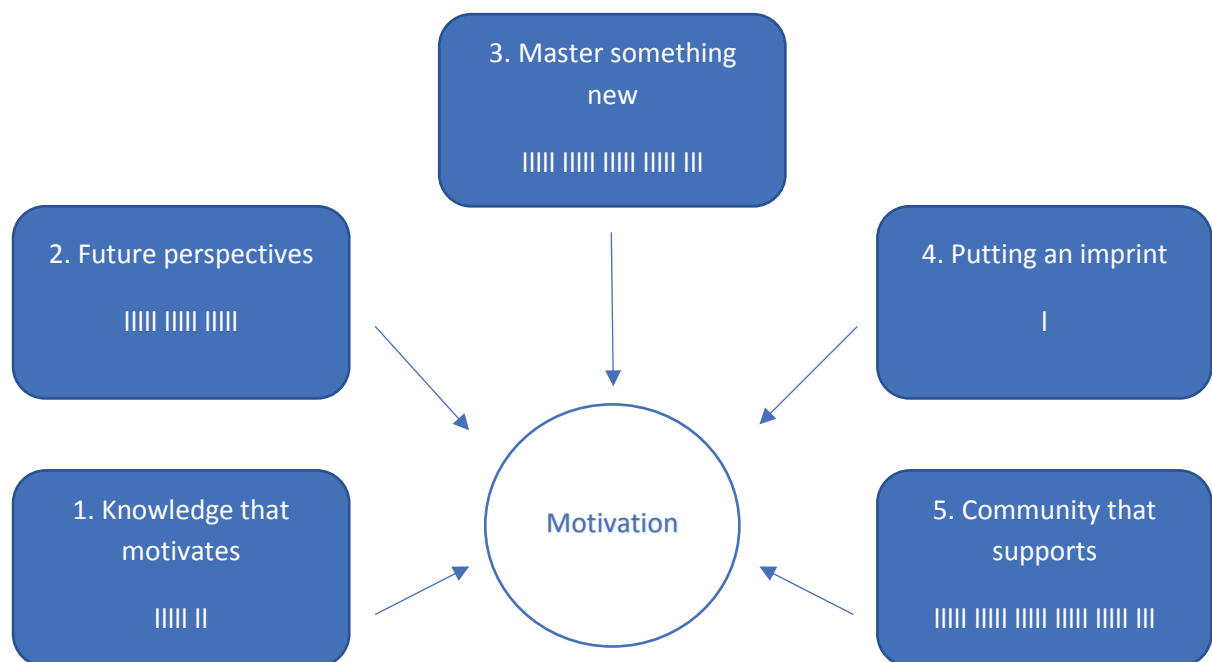 3. Master something
new
IIIII IIIII IIIII IIIII III
2. Future perspectives
IIIII IIIII IIIII
4. Putting an imprint
I
1. Knowledge that
motivates
IIIII II
Motivation
5. Community that
supports
IIIII IIIII IIIII IIIII IIIII III